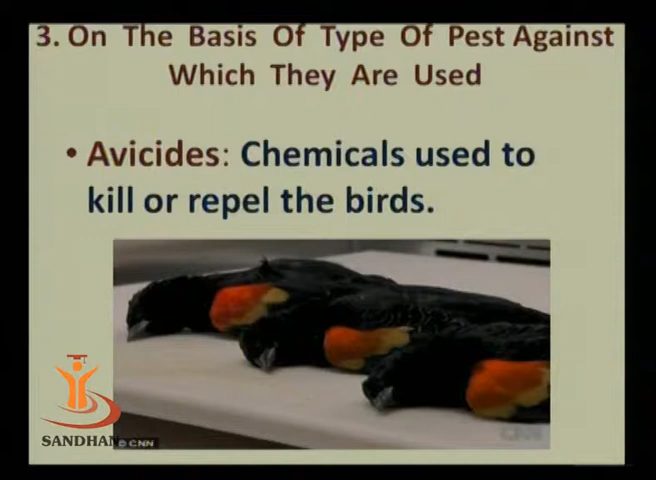 3. On The Basis Of Type Of Pest Against
Which They Are Used
• Avicides: Chemicals used to
kill or repel the birds.
SANDHAN
© CNN
CNN